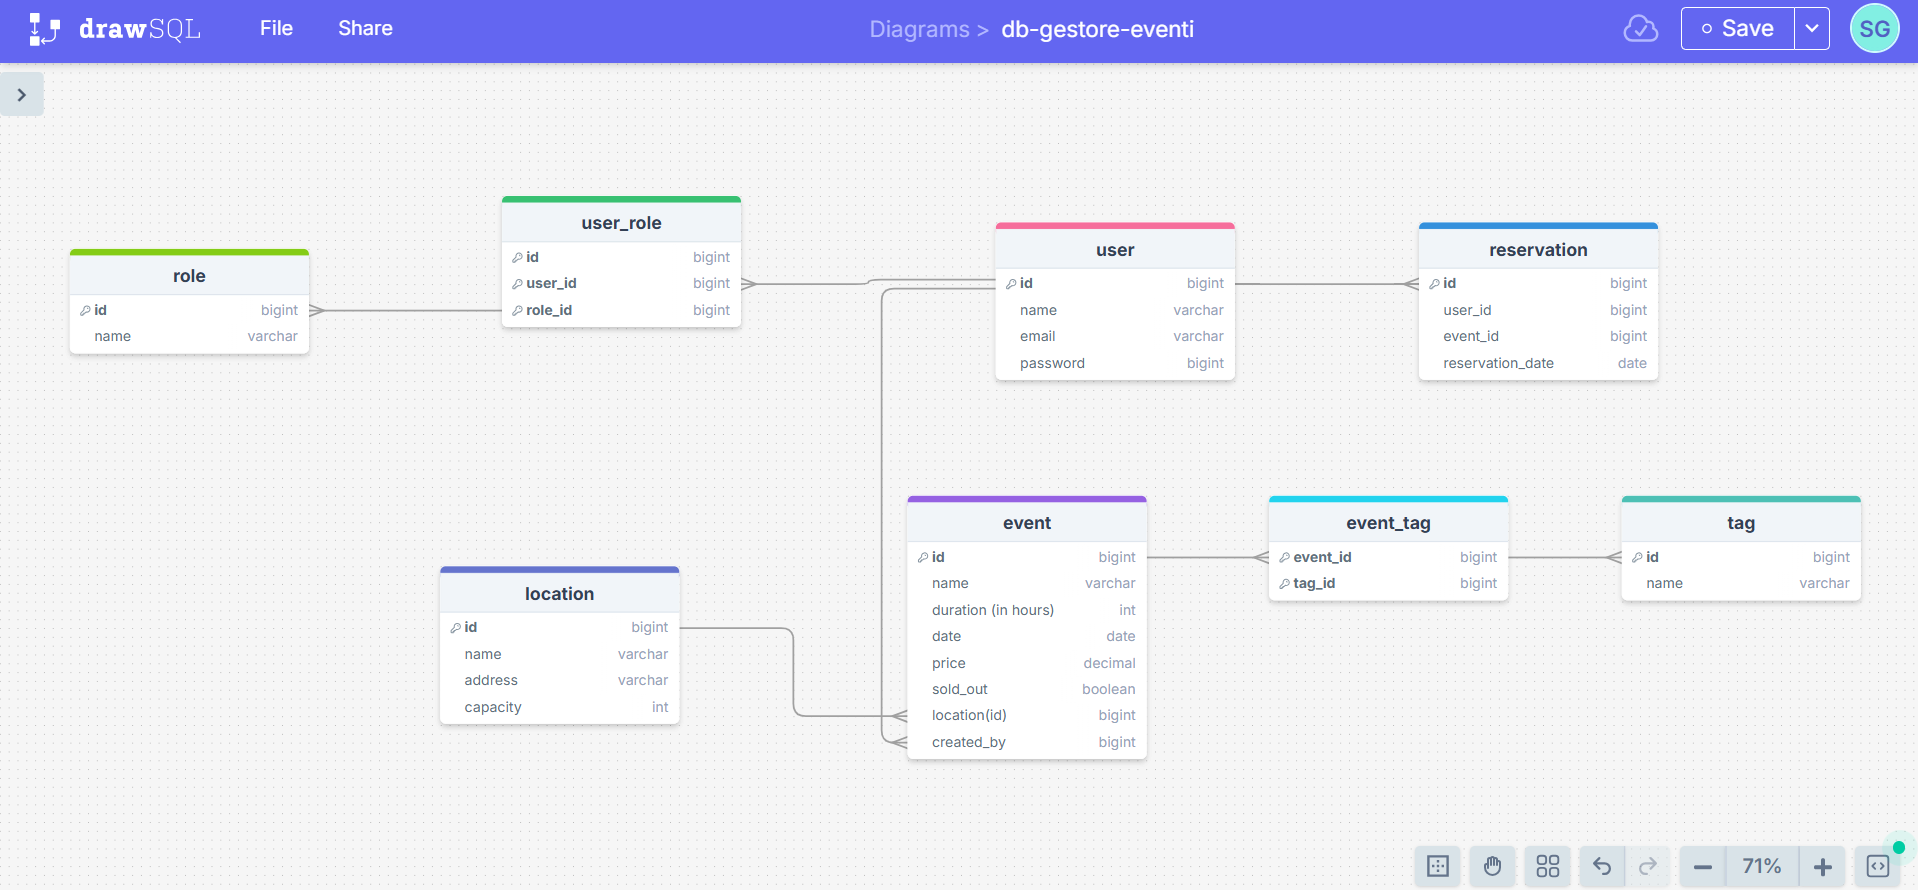 drawSQL File Share Diagrams > db-gestore-eventi Save SG
role
id bigint
name varchar
user_role
id bigint
user_id bigint
role_id bigint
user
id bigint
name varchar
email varchar
password bigint
reservation
id bigint
user_id bigint
event_id bigint
reservation_date date
location
id bigint
name varchar
address varchar
capacity int
event
id bigint
name varchar
duration (in hours) int
date date
price decimal
sold_out boolean
location(id) bigint
created_by bigint
event_tag
event_id bigint
tag_id bigint
tag
id bigint
name varchar
71%